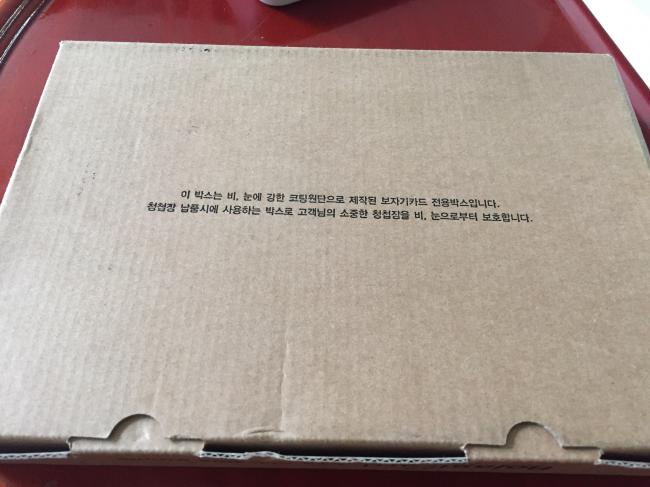 이 박스는 비, 눈에 강한 코팅원단으로 제작된 보자기카드 전용박스입니다.
청첩장 납품시에 사용하는 박스로 고객님의 소중한 청첩장을 비, 눈으로부터 보호합니다.